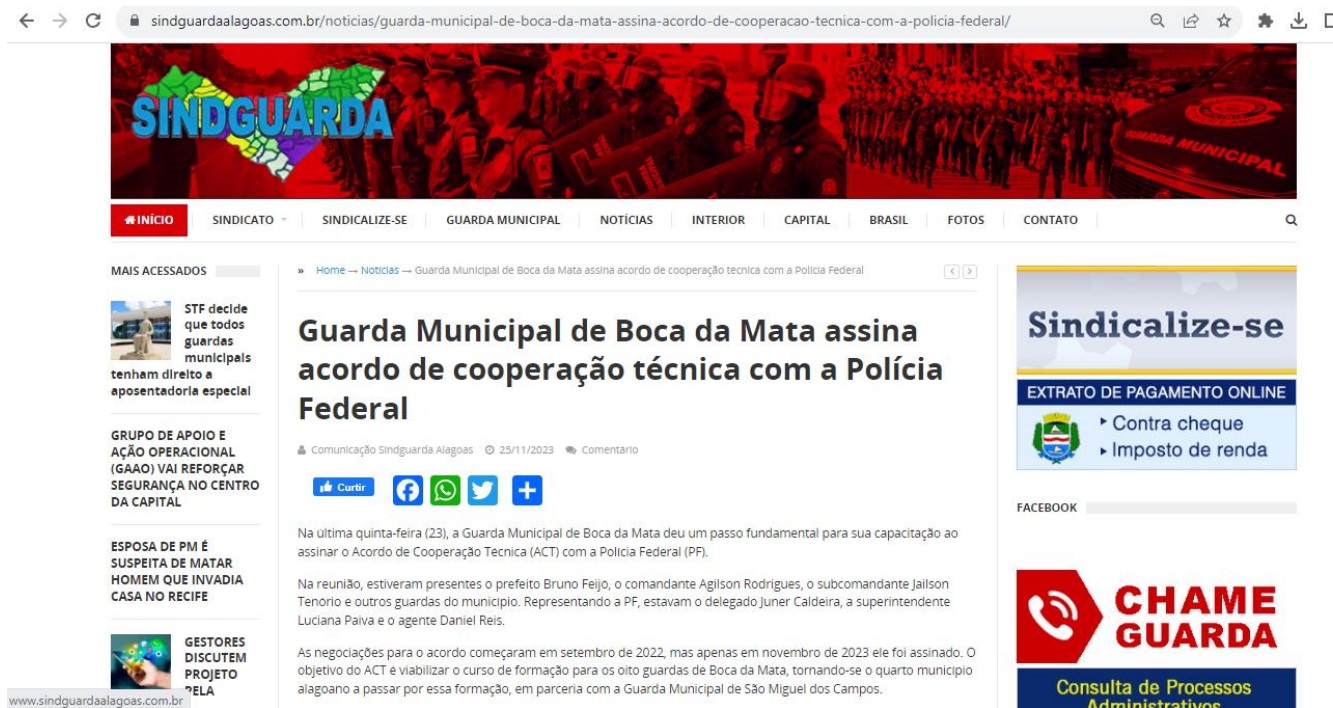 sindguardaalagoas.com.br/noticias/guarda-municipal-de-boca-da-mata-assina-acordo-de-cooperacao-tecnica-com-a-policia-federal/
SINDGUARDA
GUARDA MUNICIPAL
INÍCIO SINDICATO SINDICALIZE-SE GUARDA MUNICIPAL NOTÍCIAS INTERIOR CAPITAL BRASIL FOTOS CONTATO
MAIS ACESSADOS
STF decide
que todos
guardas
municipais
tenham direito a
aposentadoria especial
GRUPO DE APOIO E
AÇÃO OPERACIONAL
(GAAO) VAI REFORÇAR
SEGURANÇA NO CENTRO
DA CAPITAL
ESPOSA DE PM É
SUSPEITA DE MATAR
HOMEM QUE INVADIA
CASA NO RECIFE
GESTORES
DISCUTEM
PROJETO
PELA
www.sindguardaalagoas.com.br
» Home → Notícias → Guarda Municipal de Boca da Mata assina acordo de cooperação técnica com a Polícia Federal
Guarda Municipal de Boca da Mata assina
acordo de cooperação técnica com a Polícia
Federal
Comunicação Sindguarda Alagoas 25/11/2023 Comentário
Curtir
Na última quinta-feira (23), a Guarda Municipal de Boca da Mata deu um passo fundamental para sua capacitação ao
assinar o Acordo de Cooperação Técnica (ACT) com a Polícia Federal (PF).
Na reunião, estiveram presentes o prefeito Bruno Feijó, o comandante Agilson Rodrigues, o subcomandante Jailson
Tenório e outros guardas do município. Representando a PF, estavam o delegado Juner Caldeira, a superintendente
Luciana Paiva e o agente Daniel Reis.
As negociações para o acordo começaram em setembro de 2022, mas apenas em novembro de 2023 ele foi assinado. O
objetivo do ACT é viabilizar o curso de formação para os oito guardas de Boca da Mata, tornando-se o quarto município
alagoano a passar por essa formação, em parceria com a Guarda Municipal de São Miguel dos Campos.
Sindicalize-se
EXTRATO DE PAGAMENTO ONLINE
Contra cheque
Imposto de renda
FACEBOOK
CHAME
GUARDA
Consulta de Processos
Administrativos